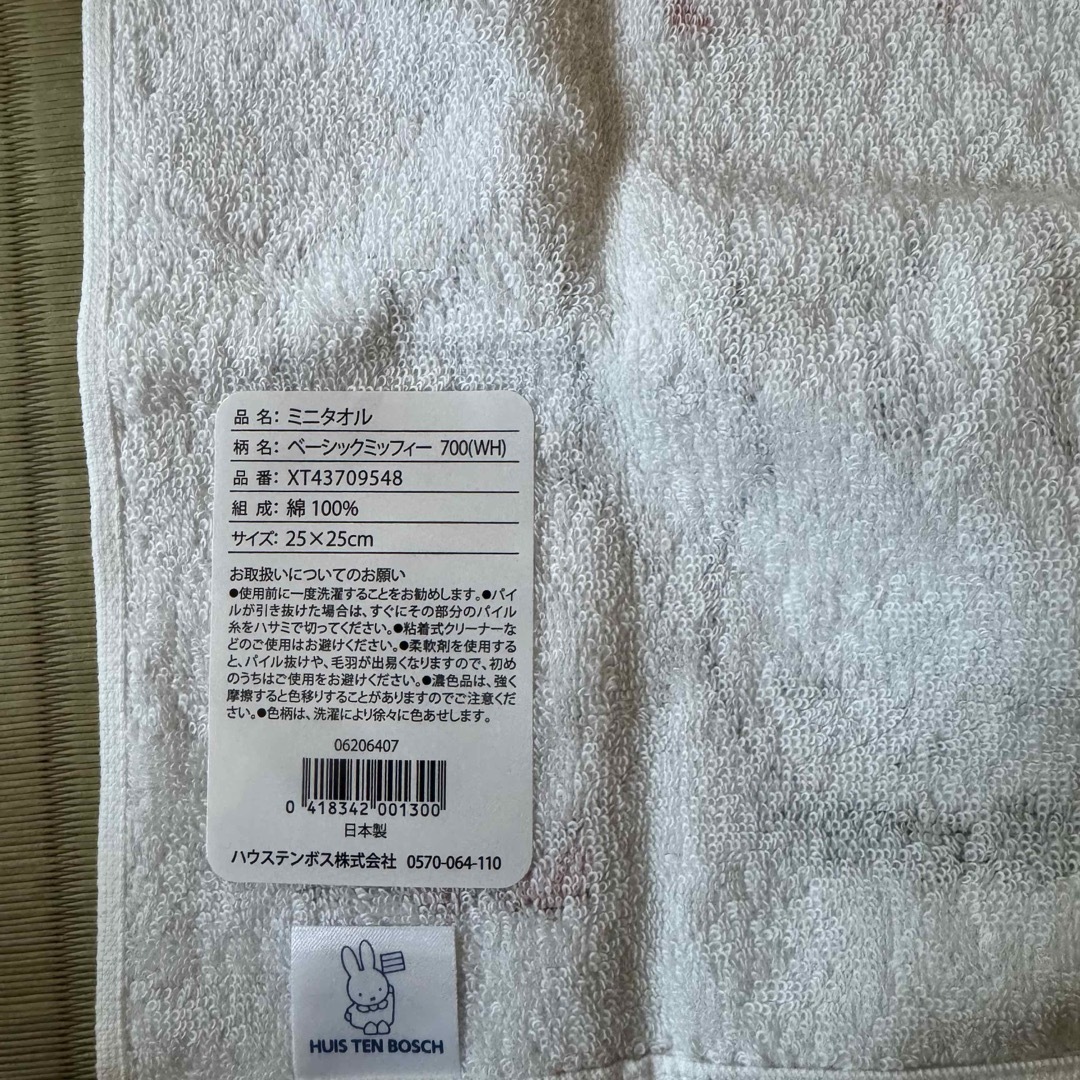 品 名: ミニタオル
柄 名: ベーシックミッフィー 700(WH)
品 番: XT43709548
組 成: 綿 100%
サイズ: 25×25cm
お取扱いについてのお願い
●使用前に一度洗濯することをお勧めします。●パイ
ルが引き抜けた場合は、すぐにその部分のパイル
糸をハサミで切ってください。●粘着式クリーナーな
どのご使用はお避けください。●柔軟剤を使用する
と、パイル抜けや、毛羽が出易くなりますので、初め
のうちはご使用をお避けください。●濃色品は、強く
摩擦すると色移りすることがありますのでご注意くだ
さい。●色柄は、洗濯により徐々に色あせします。
06206407
0 418342 001300
日本製
ハウステンボス株式会社 0570-064-110
HUIS TEN BOSCH